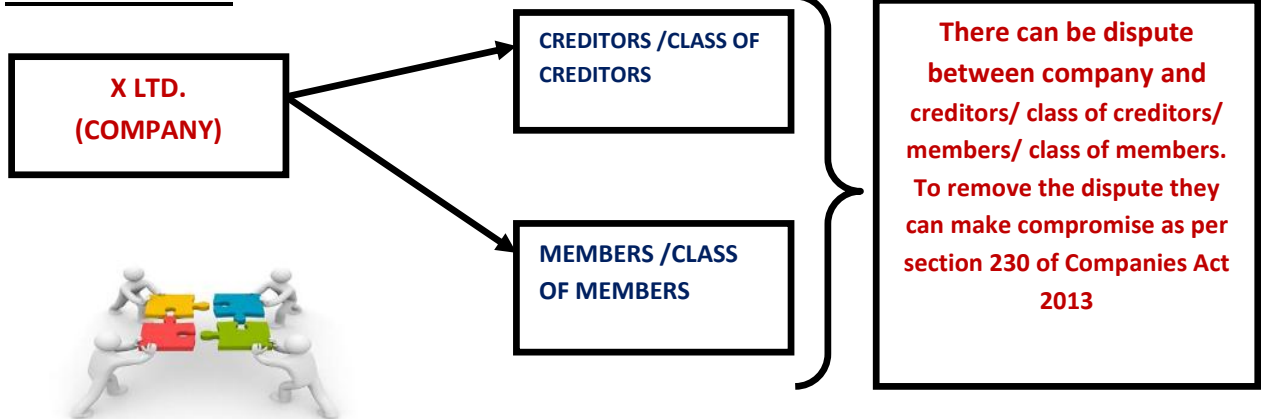 X LTD.
(COMPANY)
CREDITORS /CLASS OF
CREDITORS
MEMBERS /CLASS
OF MEMBERS
There can be dispute
between company and
creditors/ class of creditors/
members/ class of members.
To remove the dispute they
can make compromise as per
section 230 of Companies Act
2013